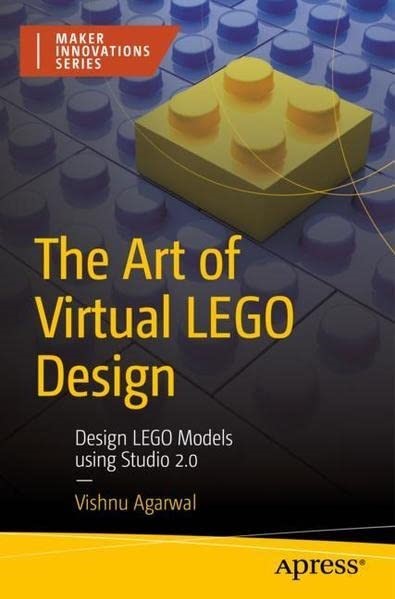 MAKER
INNOVATIONS
SERIES
The Art of
Virtual LEGO
Design
Design LEGO Models
using Studio 2.0
—
Vishnu Agarwal
Apress®